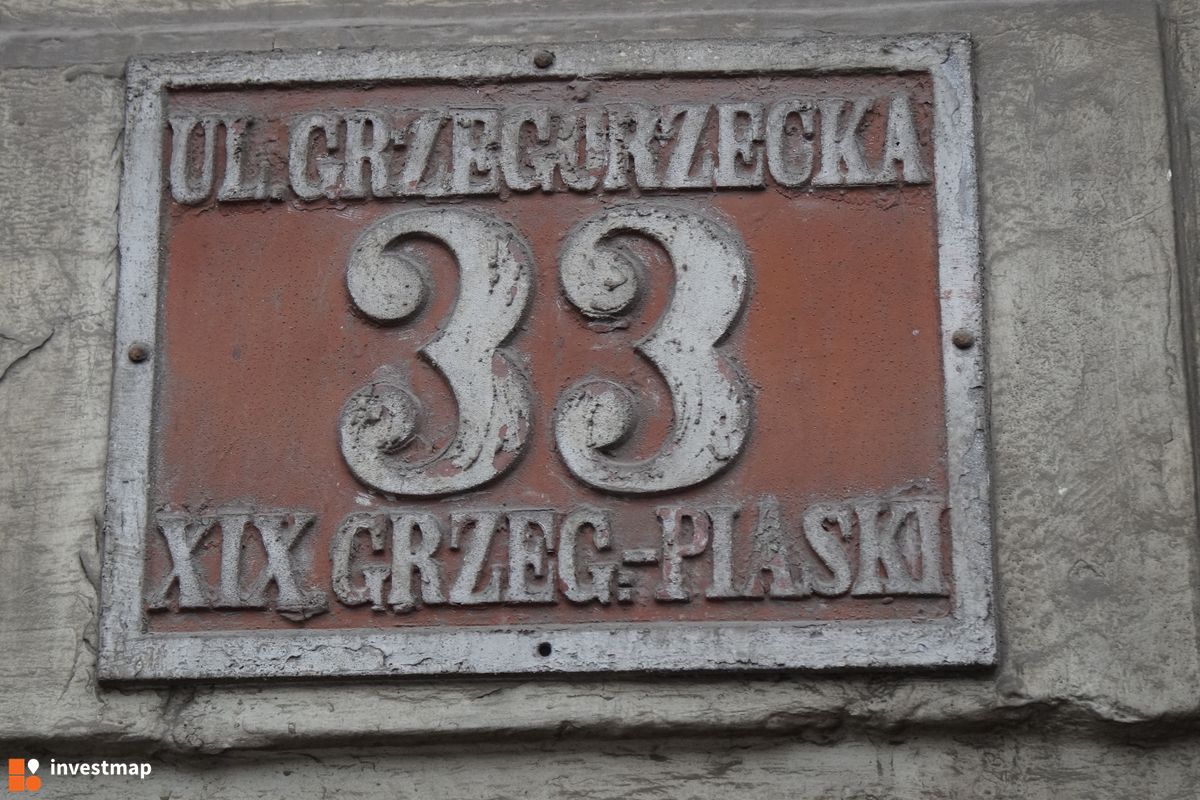 UL. GRZEGÓRZECKA
33
XIX GRZEG.-PIASKI
investmap